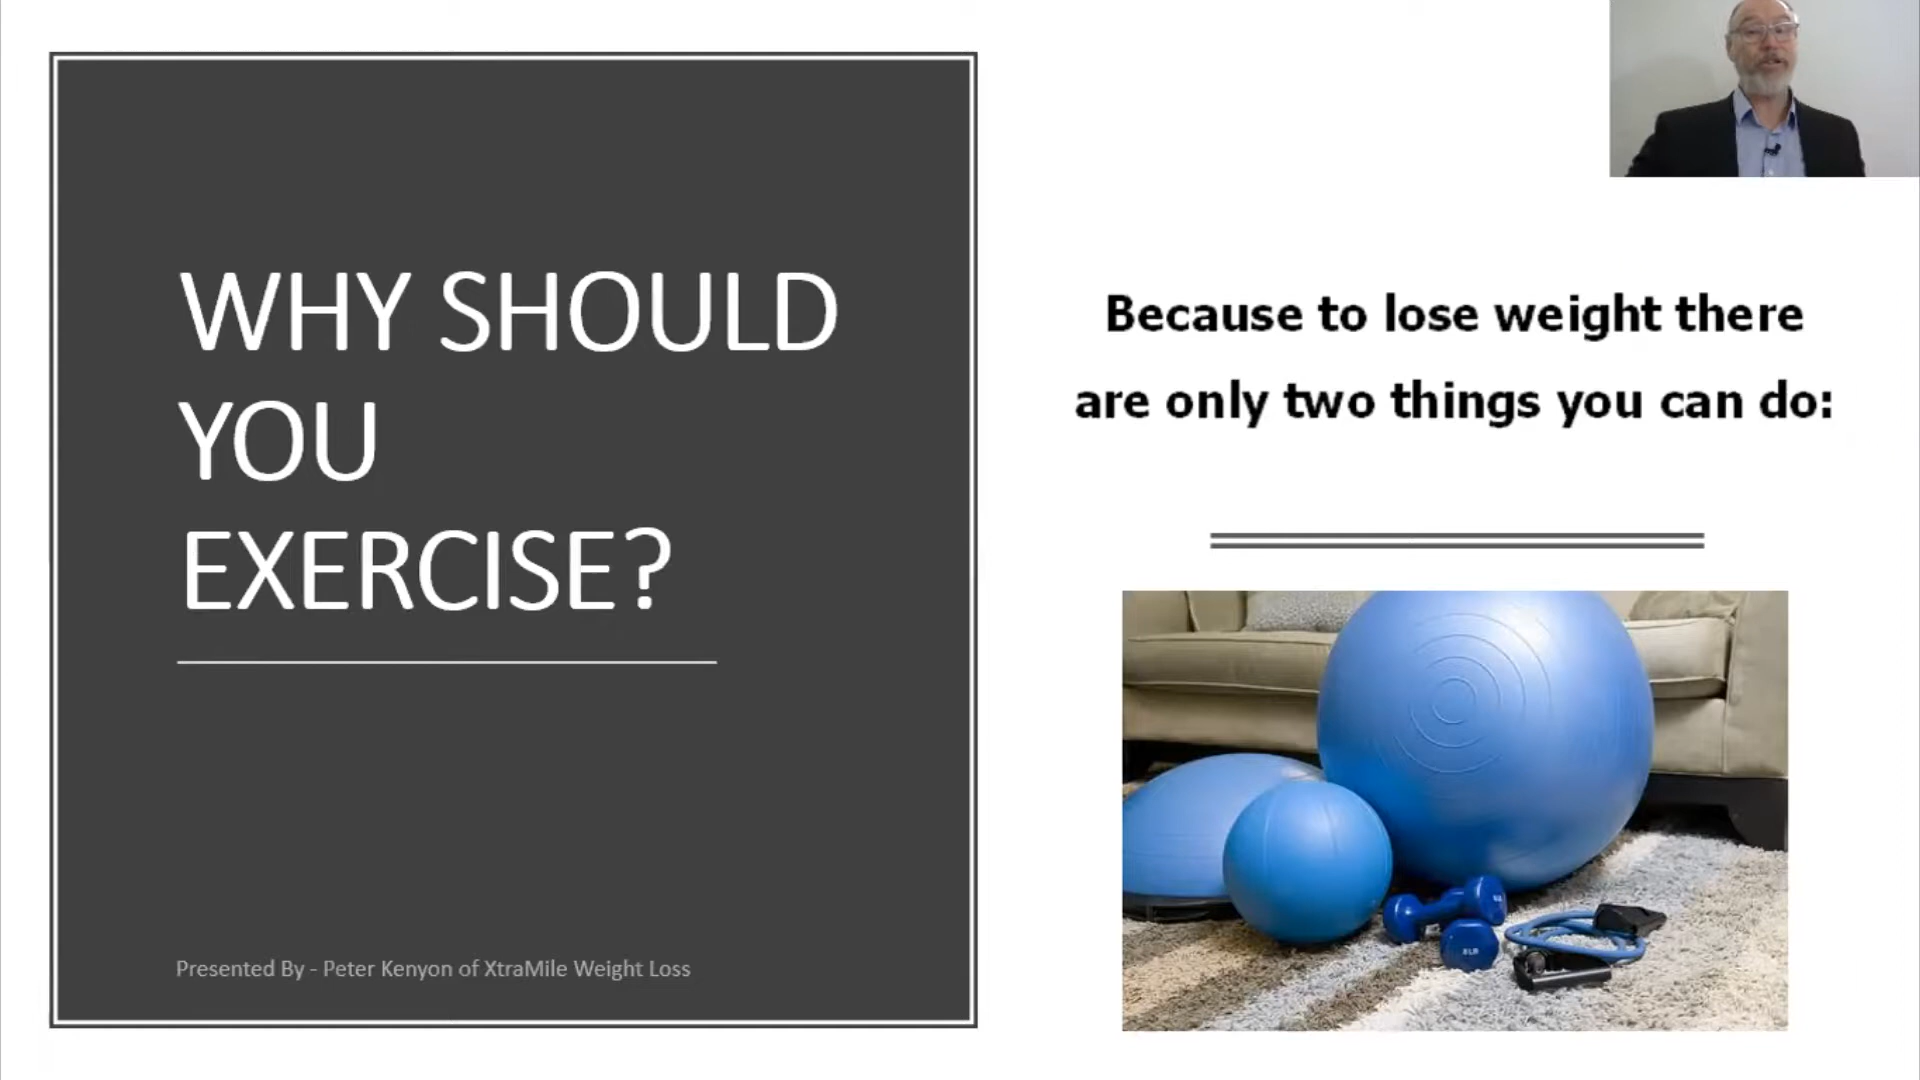 WHY SHOULD
YOU
EXERCISE?
Presented By - Peter Kenyon of XtraMile Weight Loss
Because to lose weight there
are only two things you can do:
8LB